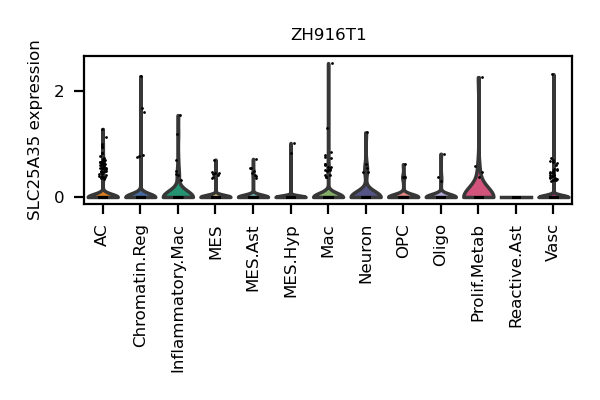 ZH916T1
SLC25A35 expression
2
0
AC
Chromatin.Reg
Inflammatory.Mac
MES
MES.Ast
MES.Hyp
Mac
Neuron
OPC
Oligo
Prolif.Metab
Reactive.Ast
Vasc